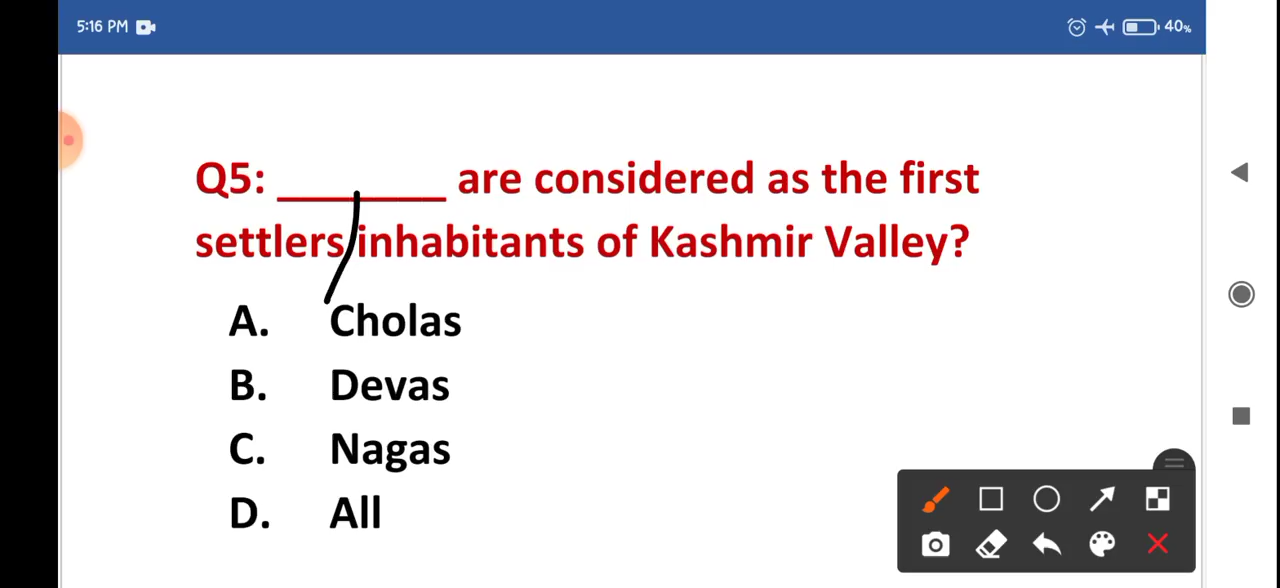 5:16 PM
40%
Q5: _______ are considered as the first
settlers/inhabitants of Kashmir Valley?
A. Cholas
B. Devas
C. Nagas
D. All